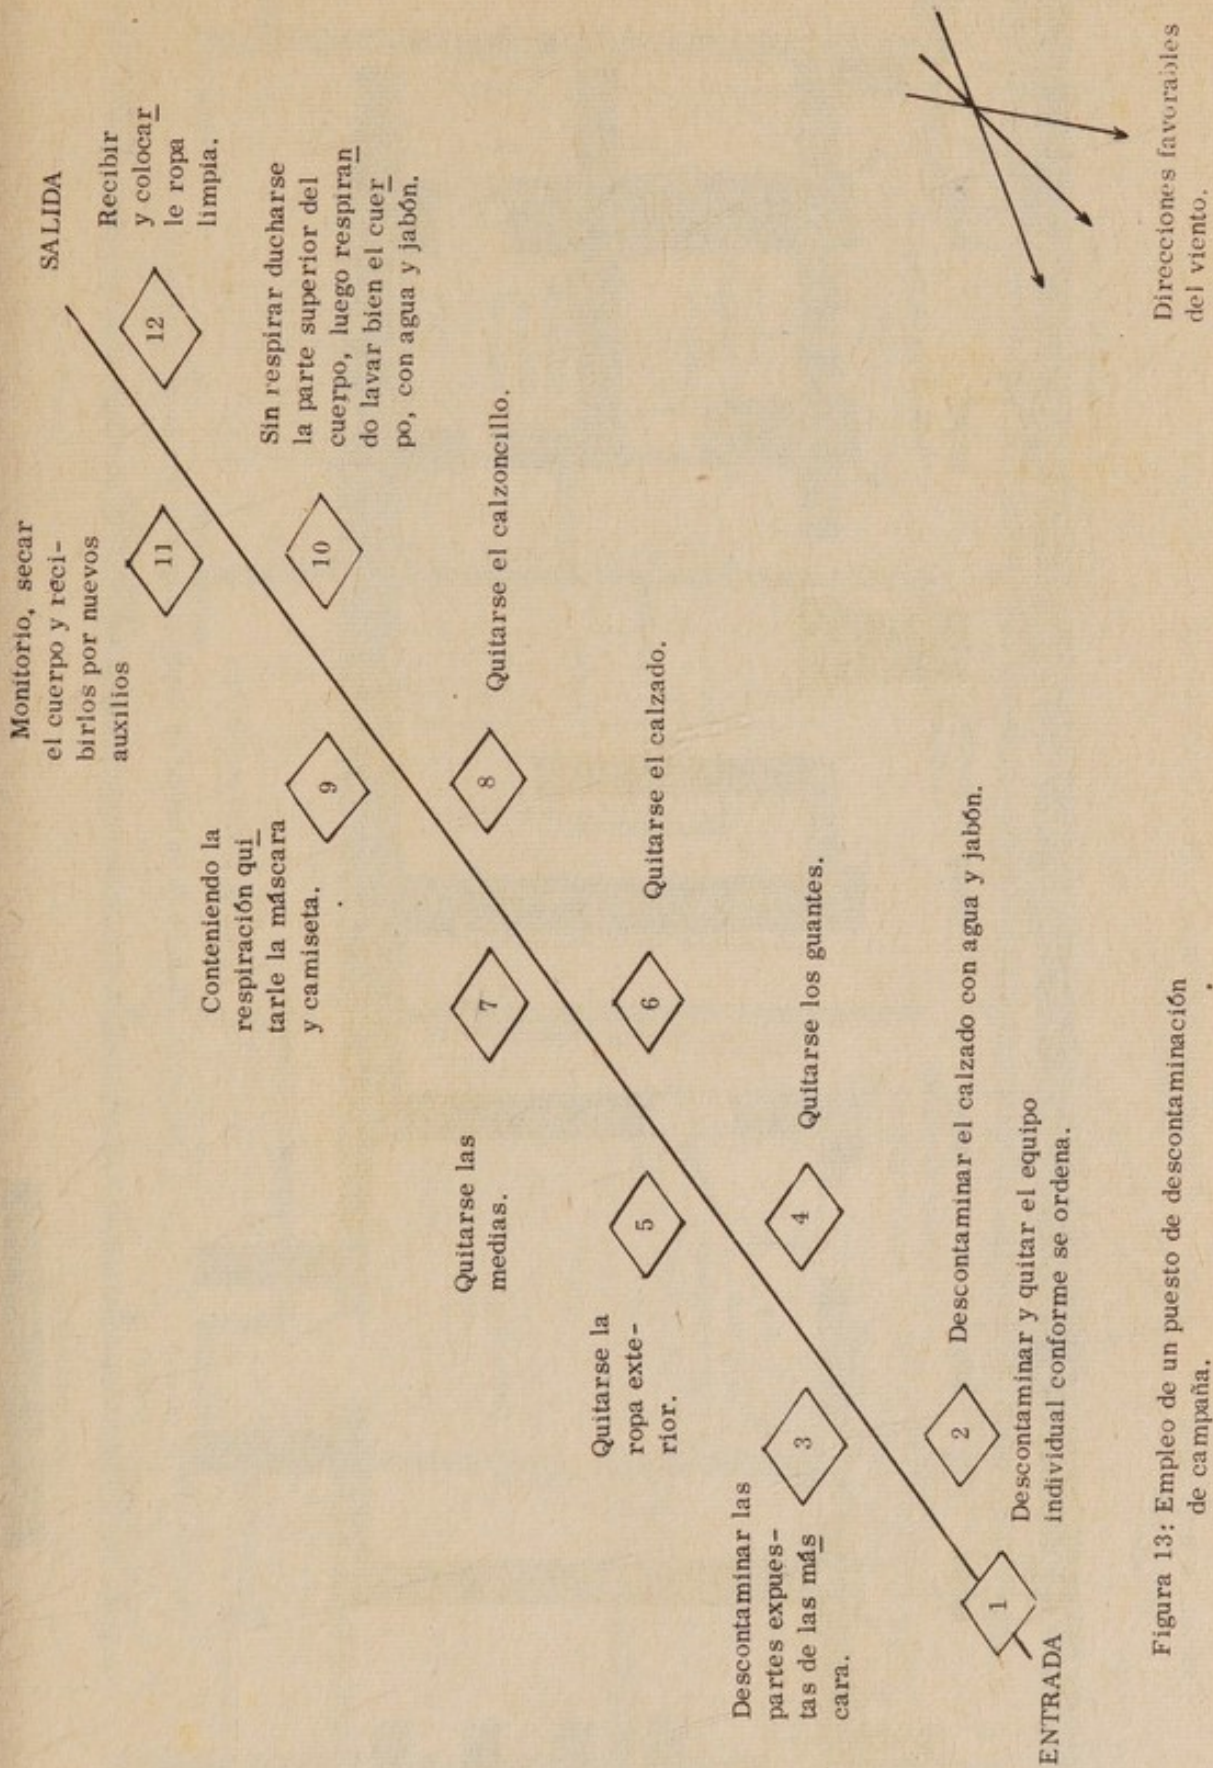 Monitorio, secar
el cuerpo y reci-
birlos por nuevos
auxilios
11
SALIDA
12
Recibir
y colocar
le ropa
limpia.
Conteniendo la
respiración qui
tarle la máscara
y camiseta.
9
10
Sin respirar ducharse
la parte superior del
cuerpo, luego respiran
do lavar bien el cuer
po, con agua y jabón.
Quitarse las
medias.
7
8
Quitarse el calzoncillo.
Quitarse la
ropa exte-
rior.
5
6
Quitarse el calzado.
Descontaminar las
partes expues-
tas de las más
cara.
3
4
Quitarse los guantes.
2
Descontaminar el calzado con agua y jabón.
ENTRADA
1
Descontaminar y quitar el equipo
individual conforme se ordena.
Figura 13: Empleo de un puesto de descontaminación
de campaña.
Direcciones favorables
del viento.